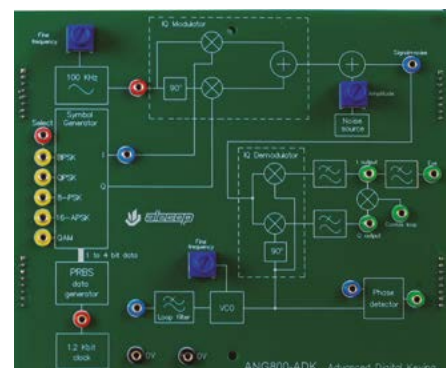 Fine
frequency
IQ Modulator
100 KHz
90°
Signal+noise
Amplitude
Noise
source
Select
Symbol
Generator
BPSK
QPSK
8-PSK
16-APSK
QAM
I
Q
IQ Demodulator
I output
Q output
Costas loop
90°
alecop
1 to 4 bit data
PRBS
data
generator
Fine
frequency
Loop filter
VCO
Phase
detector
1.2 Kbit
clock
0V
0V
ANG800-ADK Advanced Digital Keying